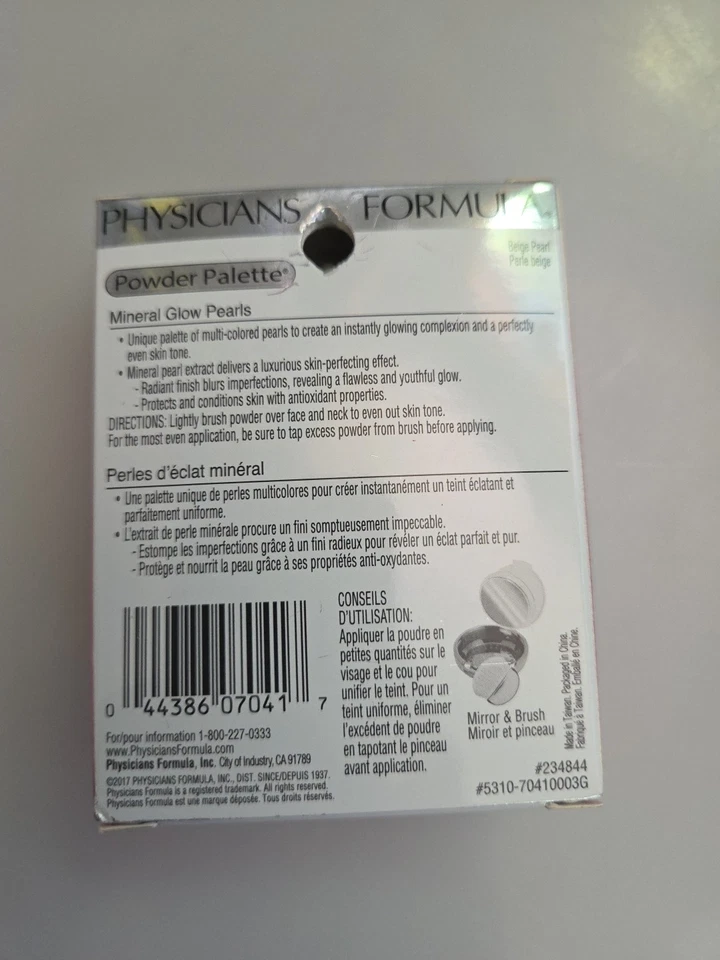 PHYSICIANS FORMULA®
Beige Pearl
Perle beige
Powder Palette®
Mineral Glow Pearls
• Unique palette of multi-colored pearls to create an instantly glowing complexion and a perfectly
even skin tone.
• Mineral pearl extract delivers a luxurious skin-perfecting effect.
- Radiant finish blurs imperfections, revealing a flawless and youthful glow.
- Protects and conditions skin with antioxidant properties.
DIRECTIONS: Lightly brush powder over face and neck to even out skin tone.
For the most even application, be sure to tap excess powder from brush before applying.
Perles d'éclat minéral
• Une palette unique de perles multicolores pour créer instantanément un teint éclatant et
parfaitement uniforme.
• L'extrait de perle minérale procure un fini somptueusement impeccable.
- Estompe les imperfections grâce à un fini radieux pour révéler un éclat parfait et pur.
- Protège et nourrit la peau grâce à ses propriétés anti-oxydantes.
0 44386 07041 7
For/pour information 1-800-227-0333
www.PhysiciansFormula.com
Physicians Formula, Inc. City of Industry, CA 91789
©2017 PHYSICIANS FORMULA, INC., DIST. SINCE/DEPUIS 1937.
Physicians Formula is a registered trademark. All rights reserved.
Physicians Formula est une marque déposée. Tous droits réservés.
CONSEILS
D'UTILISATION:
Appliquer la poudre en
petites quantités sur le
visage et le cou pour
unifier le teint. Pour un
teint uniforme, éliminer
l'excédent de poudre
en tapotant le pinceau
avant application.
Mirror & Brush
Miroir et pinceau
Made in Taiwan. Packaged in China.
Fabriqué à Taiwan. Emballé en Chine.
#234844
#5310-70410003G